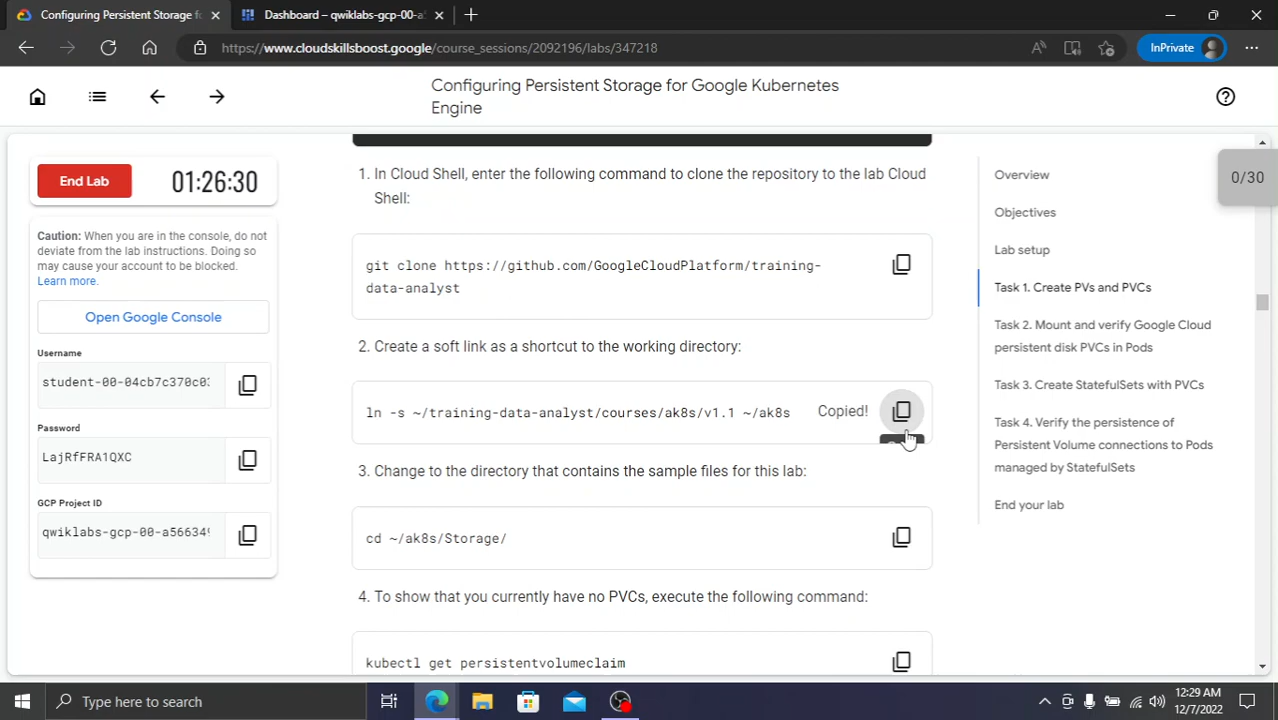 Configuring Persistent Storage fo
Dashboard – qwiklabs-gcp-00-a5
https://www.cloudskillsboost.google/course_sessions/2092196/labs/347218
InPrivate
Configuring Persistent Storage for Google Kubernetes
Engine
End Lab
01:26:30
Caution: When you are in the console, do not
deviate from the lab instructions. Doing so
may cause your account to be blocked.
Learn more.
Open Google Console
Username
student-00-04cb7c370c03
Password
LajRfFRA1QXC
GCP Project ID
qwiklabs-gcp-00-a566349
1. In Cloud Shell, enter the following command to clone the repository to the lab Cloud
Shell:
git clone https://github.com/GoogleCloudPlatform/training-
data-analyst
2. Create a soft link as a shortcut to the working directory:
ln -s ~/training-data-analyst/courses/ak8s/v1.1 ~/ak8s
Copied!
3. Change to the directory that contains the sample files for this lab:
cd ~/ak8s/Storage/
4. To show that you currently have no PVCs, execute the following command:
kubectl get persistentvolumeclaim
Overview
Objectives
Lab setup
Task 1. Create PVs and PVCs
Task 2. Mount and verify Google Cloud
persistent disk PVCs in Pods
Task 3. Create StatefulSets with PVCs
Task 4. Verify the persistence of
Persistent Volume connections to Pods
managed by StatefulSets
End your lab
0/30
Type here to search
12:29 AM
12/7/2022